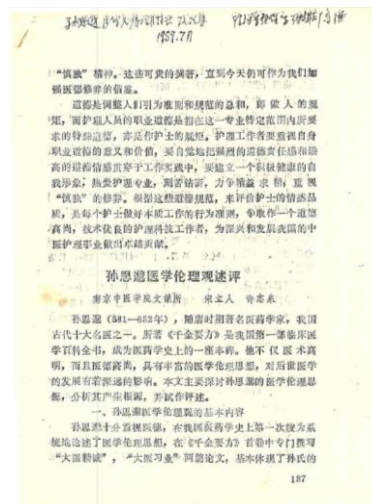 1989.7月
“慎独”精神。这些可贵的训著，直到今天仍可作为我们加
强医德修养的借鉴。
道德是调整人们行为准则和规范的总和，即做人的规
矩，而护理人员的职业道德是指在这一专业特定范围内所要
求的特殊道德，亦是作护士的规矩。护理工作者要重视自身
职业道德的意义和价值，要自觉地把强烈的道德责任感和崇
高的道德情感贯穿于工作实践中，要建立一个积极健康的自
我形象，热爱护理专业，刻苦钻研，力争精益求精，重视
“慎独”的修养。根据这些道德规范，来评价护士的情感品
质，是每个护士做好本质工作的行为准则，争取作一个道德
高尚，技术优良的护理科技工作者，为振兴和发展我国的中
医护理事业做出卓越贡献。
孙思邈医学伦理观述评
南京中医学院文献所 宋立人
孙思邈（581—682年），隋唐时期著名医药学家，我国
古代十大名医之一。所著《千金要方》是我国第一部临床医
学百科全书，成为医药学史上的一座丰碑。他不仅医术高
明，而且医德高尚，具有丰富的医学伦理思想，对后世医学
的发展有着深远的影响。本文主要探讨孙思邈的医学伦理思
想，分析其产生根源，并试作评述。
一、孙思邈医学伦理观的基本内容
孙思邈十分重视医德，在我国医药学史上第一次较为系
统地论述了医学伦理思想，在《千金要方》首卷中专门撰写
“大医精诚”，“大医习业”两篇论文，基本体现了孙氏的
187